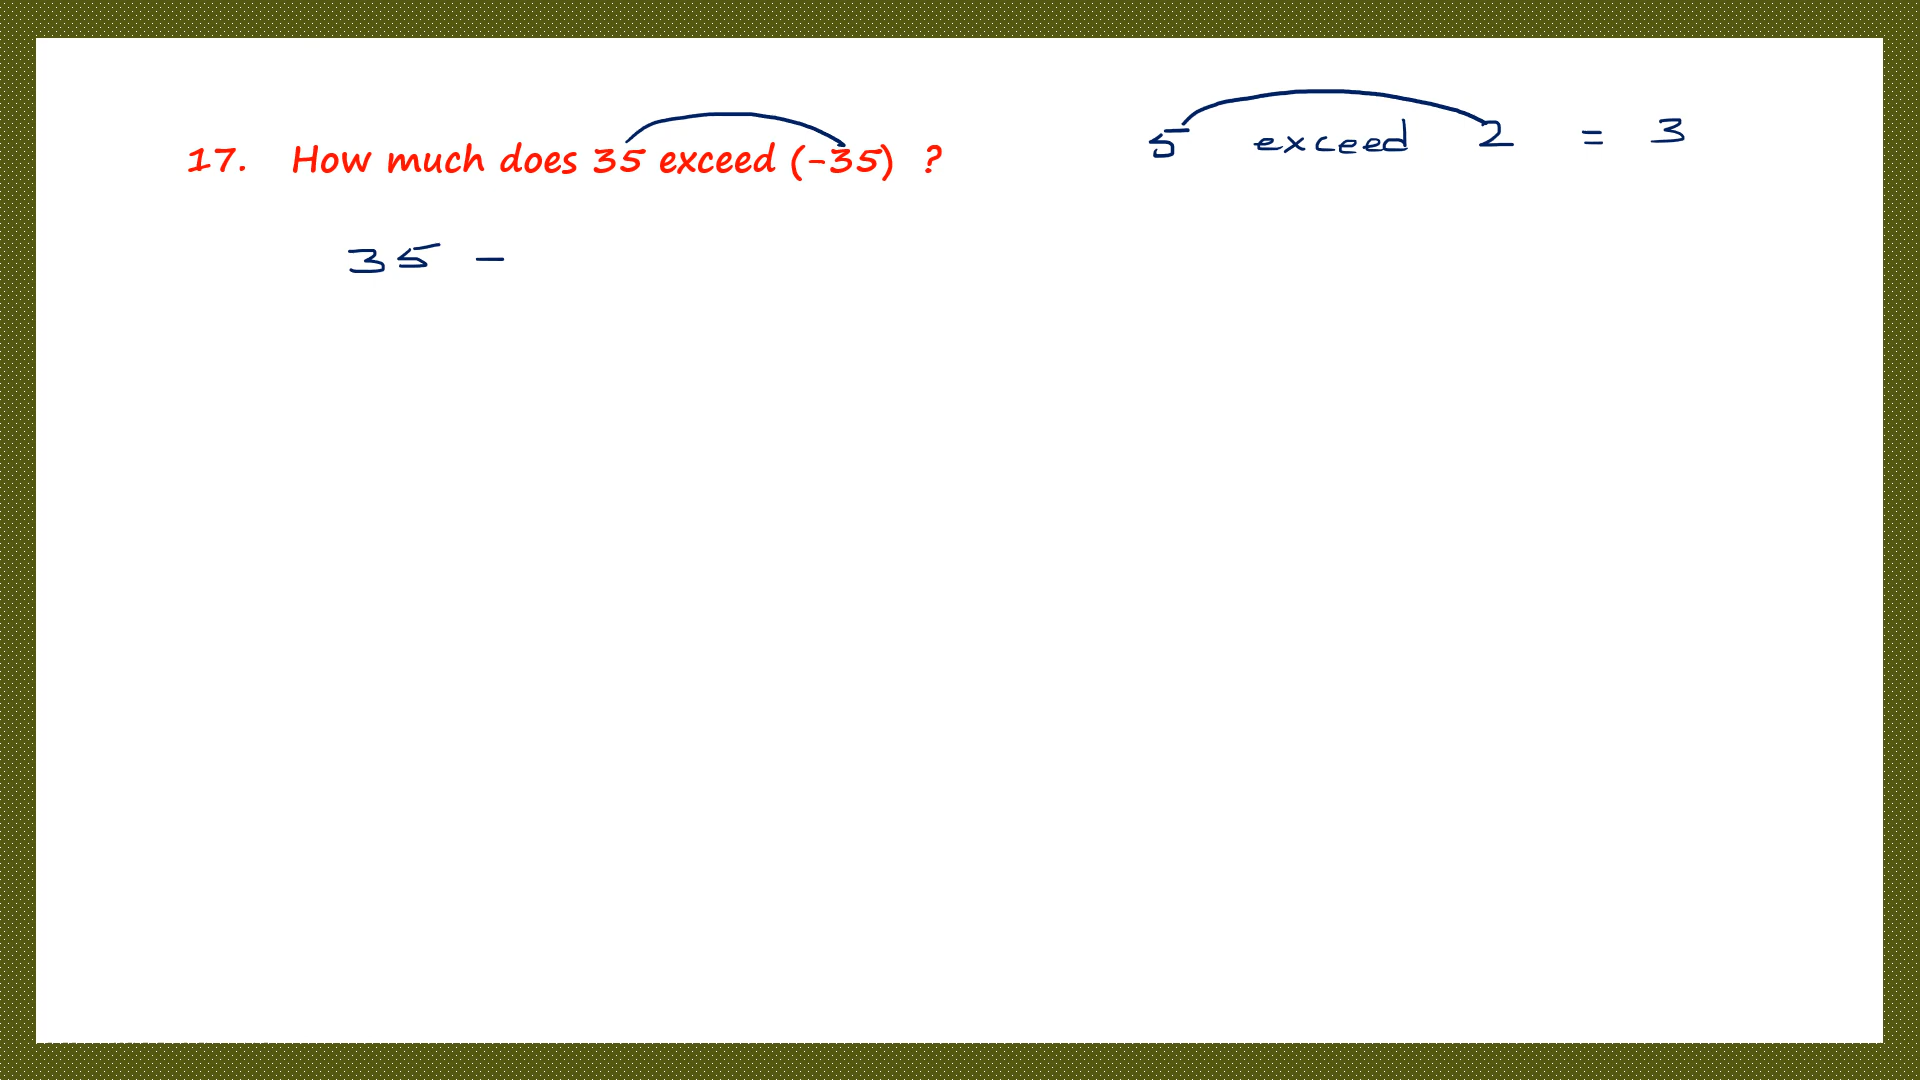 17. How much does 35 exceed (-35) ?
5 exceed 2 = 3
35 -